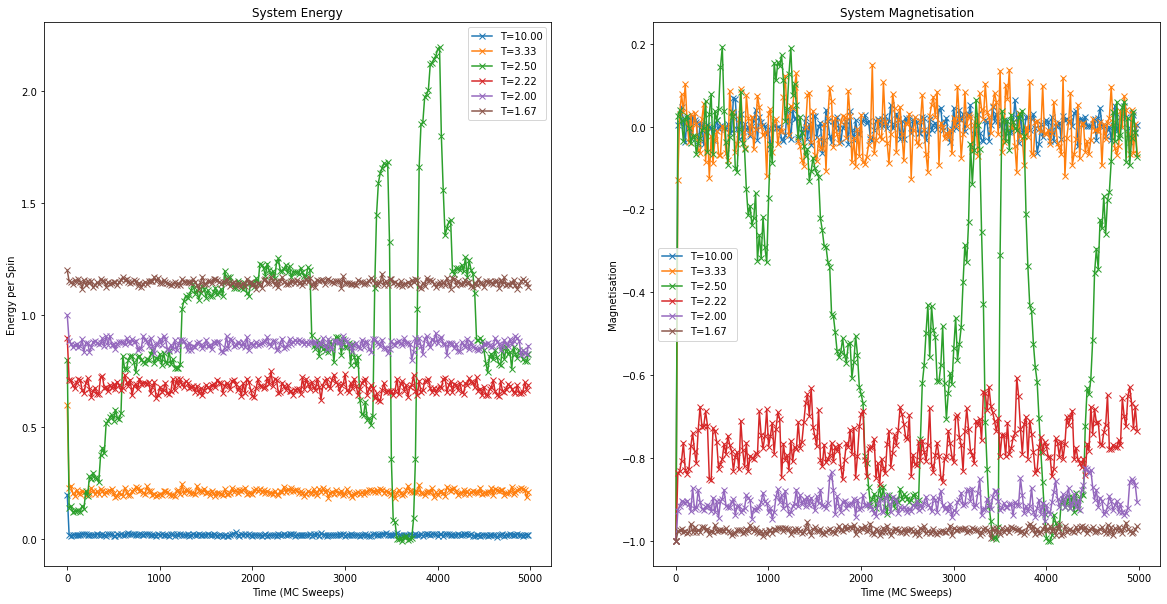 System Energy
Energy per Spin
2.0
1.5
1.0
0.5
0.0
0
1000
2000
3000
4000
5000
Time (MC Sweeps)
T=10.00
T=3.33
T=2.50
T=2.22
T=2.00
T=1.67
System Magnetisation
Magnetisation
0.2
0.0
−0.2
−0.4
−0.6
−0.8
−1.0
0
1000
2000
3000
4000
5000
Time (MC Sweeps)
T=10.00
T=3.33
T=2.50
T=2.22
T=2.00
T=1.67